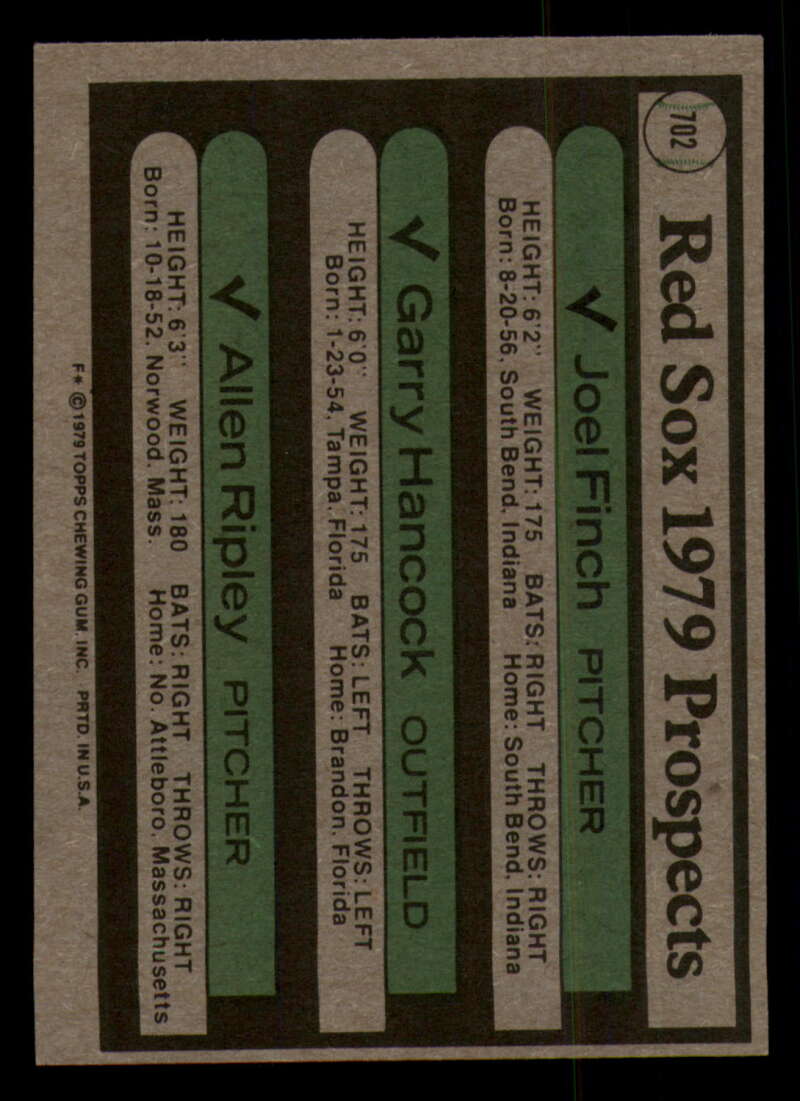 702
Red Sox 1979 Prospects
✓ Joel Finch PITCHER
HEIGHT: 6'2" WEIGHT: 175 BATS: RIGHT THROWS: RIGHT
Born: 8-20-56, South Bend, Indiana Home: South Bend, Indiana
✓ Garry Hancock OUTFIELD
HEIGHT: 6'0" WEIGHT: 175 BATS: LEFT THROWS: LEFT
Born: 1-23-54, Tampa, Florida Home: Brandon, Florida
✓ Allen Ripley PITCHER
HEIGHT: 6'3" WEIGHT: 180 BATS: RIGHT THROWS: RIGHT
Born: 10-18-52, Norwood, Mass. Home: No. Attleboro, Massachusetts
F* © 1979 TOPPS CHEWING GUM, INC. PRTD. IN U.S.A.